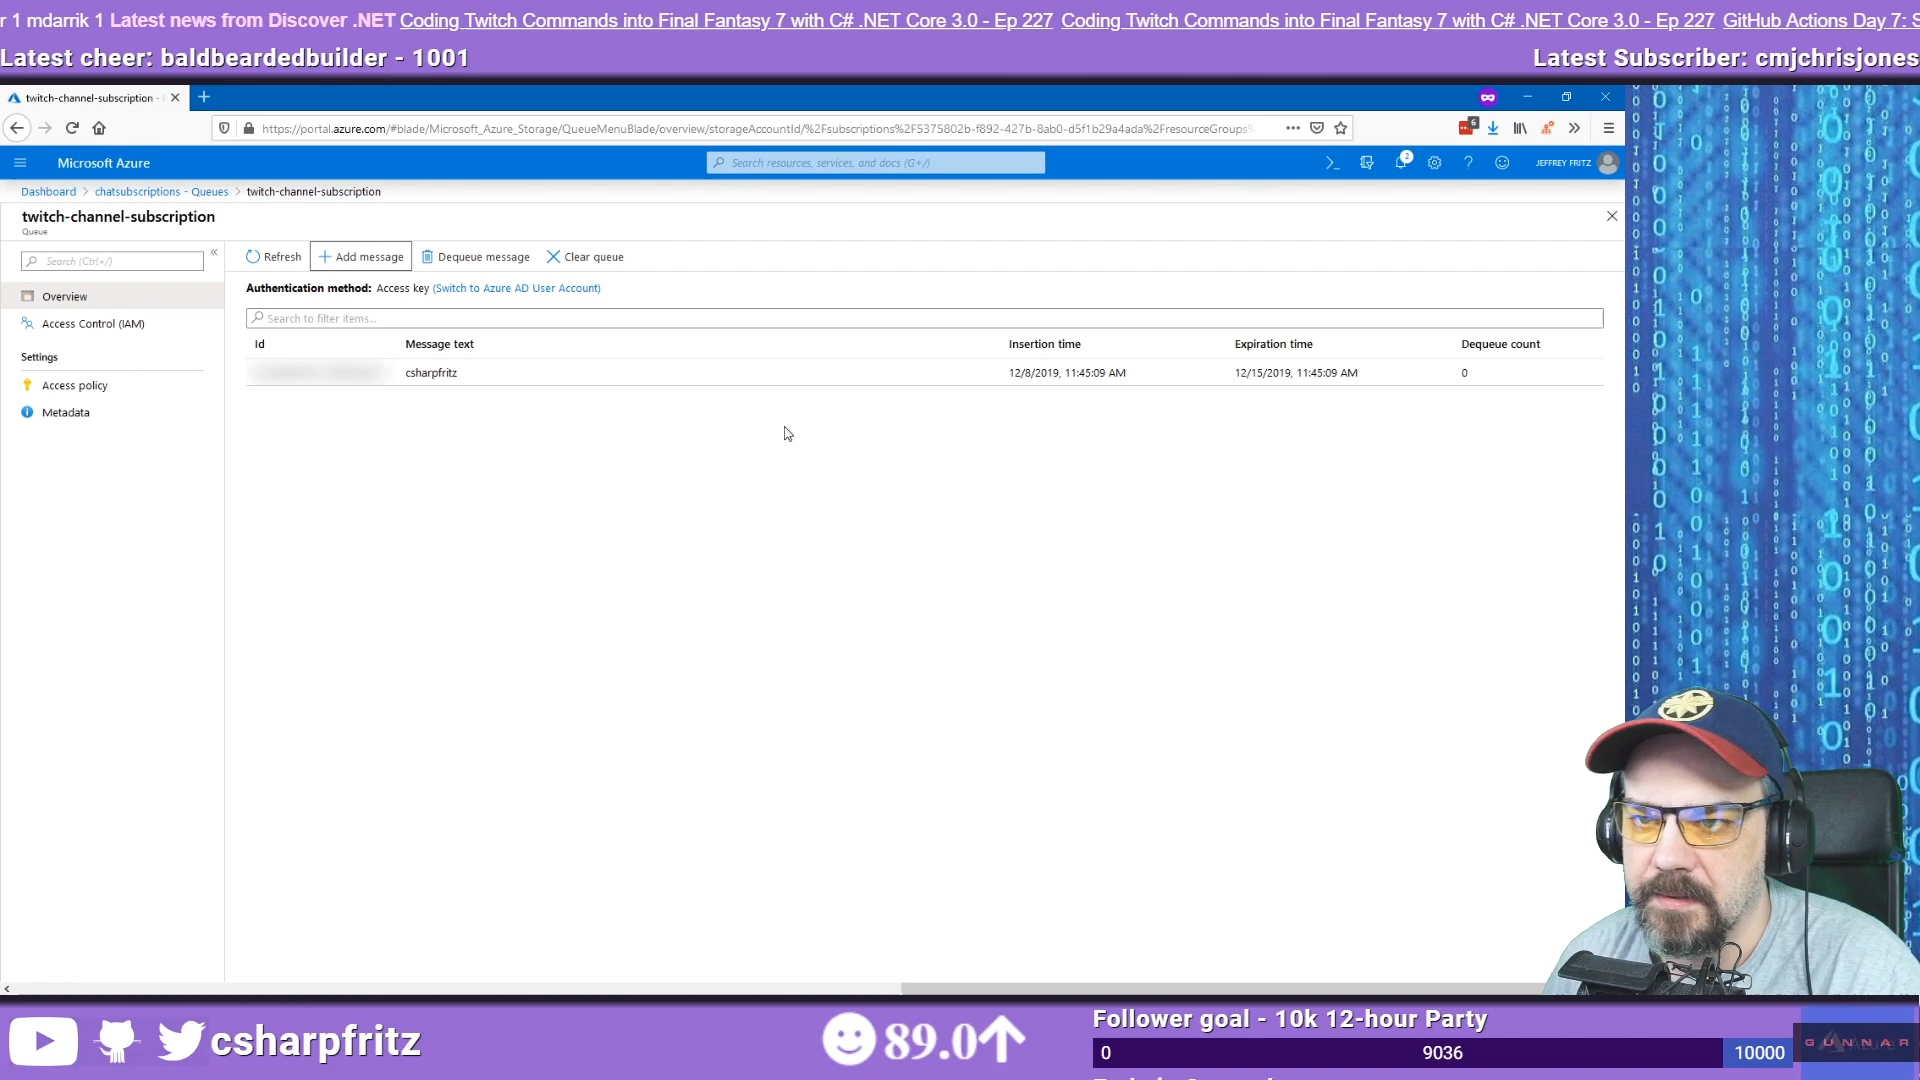 r 1 mdarrik 1 Latest news from Discover .NET Coding Twitch Commands into Final Fantasy 7 with C# .NET Core 3.0 - Ep 227 Coding Twitch Commands into Final Fantasy 7 with C# .NET Core 3.0 - Ep 227 GitHub Actions Day 7: S
Latest cheer: baldbeardedbuilder - 1001
Latest Subscriber: cmjchrisjones
twitch-channel-subscription -
https://portal.azure.com/#blade/Microsoft_Azure_Storage/QueueMenuBlade/overview/storageAccountId/%2Fsubscriptions%2F5375802b-f892-427b-8ab0-d5f1b29a4ada%2FresourceGroups%
6
Microsoft Azure
Search resources, services, and docs (G+/)
2
JEFFREY FRITZ
Dashboard > chatsubscriptions - Queues > twitch-channel-subscription
twitch-channel-subscription
Queue
Search (Ctrl+/)
Refresh
Add message
Dequeue message
Clear queue
Authentication method: Access key (Switch to Azure AD User Account)
Overview
Access Control (IAM)
Settings
Access policy
Metadata
Search to filter items...
Id Message text Insertion time Expiration time Dequeue count
csharpfritz 12/8/2019, 11:45:09 AM 12/15/2019, 11:45:09 AM 0
csharpfritz
89.0
Follower goal - 10k 12-hour Party
0 9036 10000
GUNNAR